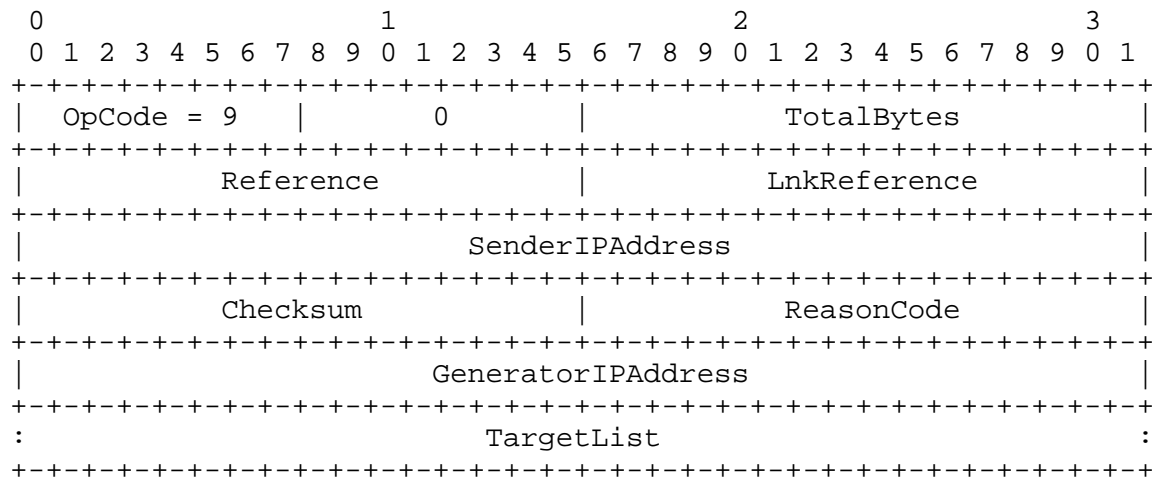 0                   1                   2                   3
 0 1 2 3 4 5 6 7 8 9 0 1 2 3 4 5 6 7 8 9 0 1 2 3 4 5 6 7 8 9 0 1
+-+-+-+-+-+-+-+-+-+-+-+-+-+-+-+-+-+-+-+-+-+-+-+-+-+-+-+-+-+-+-+-+
|  OpCode = 9   |       0       |           TotalBytes          |
+-+-+-+-+-+-+-+-+-+-+-+-+-+-+-+-+-+-+-+-+-+-+-+-+-+-+-+-+-+-+-+-+
|           Reference           |          LnkReference         |
+-+-+-+-+-+-+-+-+-+-+-+-+-+-+-+-+-+-+-+-+-+-+-+-+-+-+-+-+-+-+-+-+
|                         SenderIPAddress                       |
+-+-+-+-+-+-+-+-+-+-+-+-+-+-+-+-+-+-+-+-+-+-+-+-+-+-+-+-+-+-+-+-+
|           Checksum            |           ReasonCode          |
+-+-+-+-+-+-+-+-+-+-+-+-+-+-+-+-+-+-+-+-+-+-+-+-+-+-+-+-+-+-+-+-+
|                       GeneratorIPAddress                      |
+-+-+-+-+-+-+-+-+-+-+-+-+-+-+-+-+-+-+-+-+-+-+-+-+-+-+-+-+-+-+-+-+
:                          TargetList                           :
+-+-+-+-+-+-+-+-+-+-+-+-+-+-+-+-+-+-+-+-+-+-+-+-+-+-+-+-+-+-+-+-+